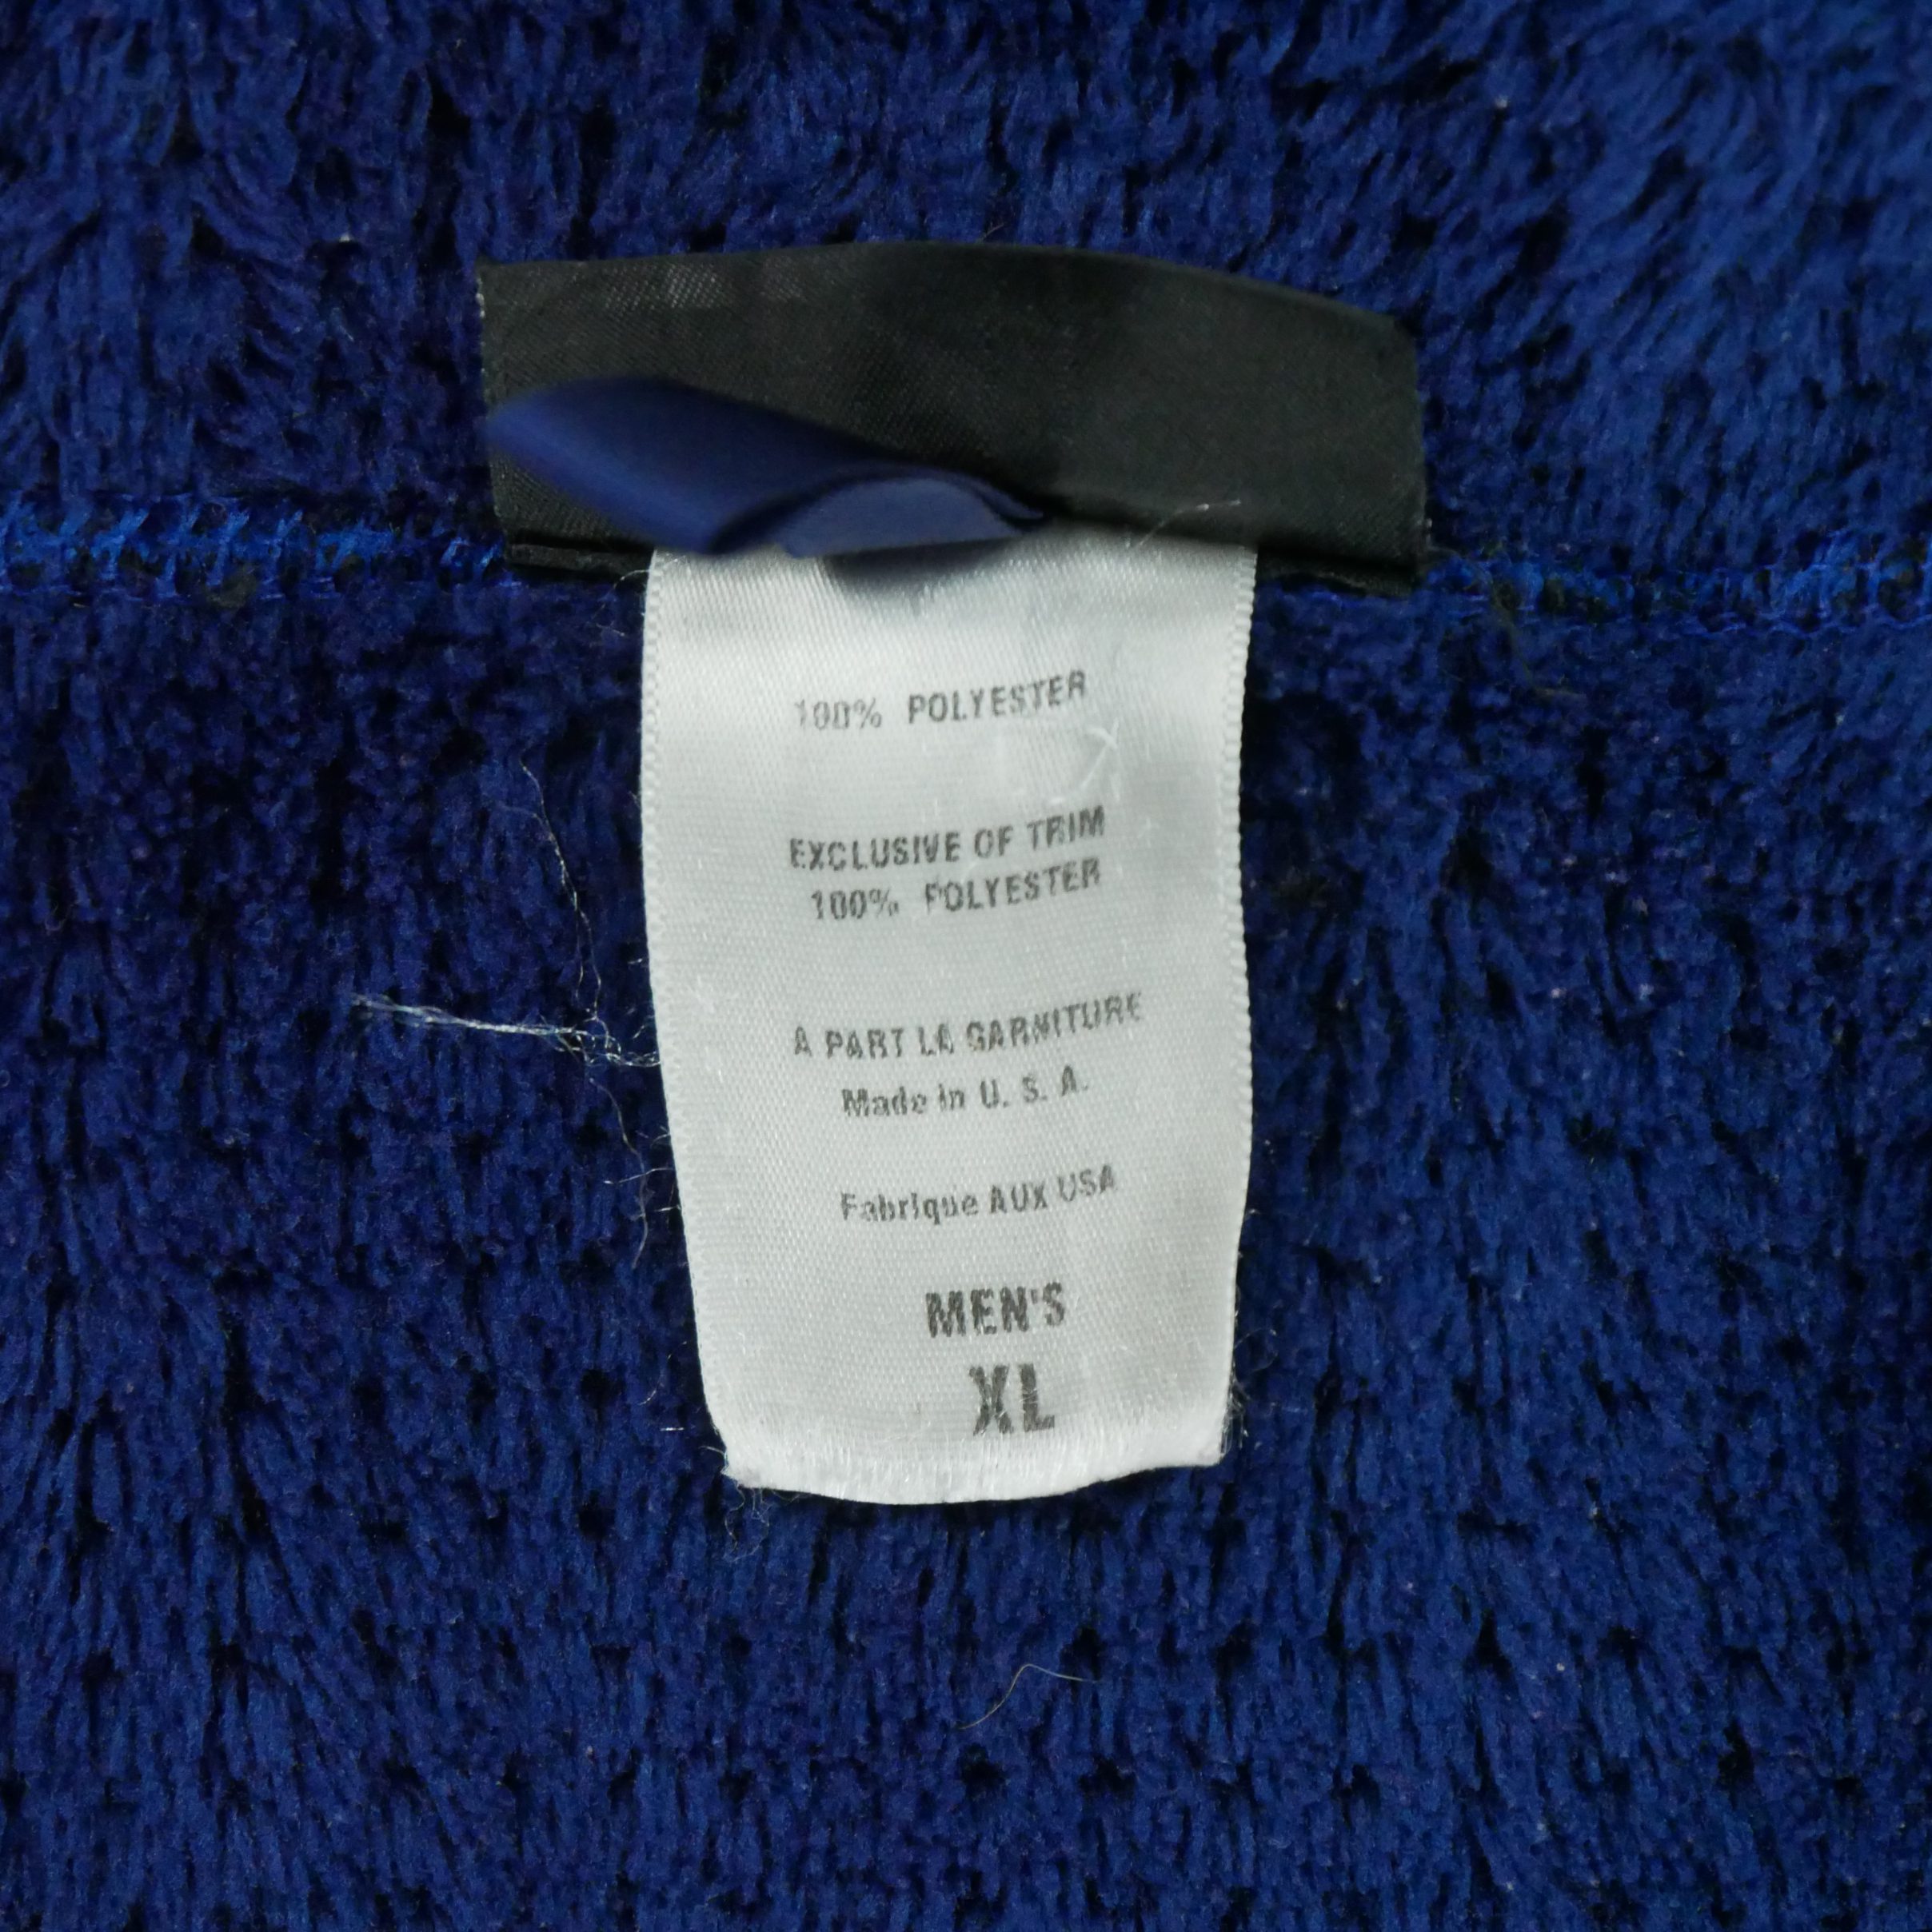 100% POLYESTER
EXCLUSIVE OF TRIM
100% POLYESTER
A PART LA GARNITURE
Made in U. S. A.
Fabrique AUX USA
MEN'S
XL